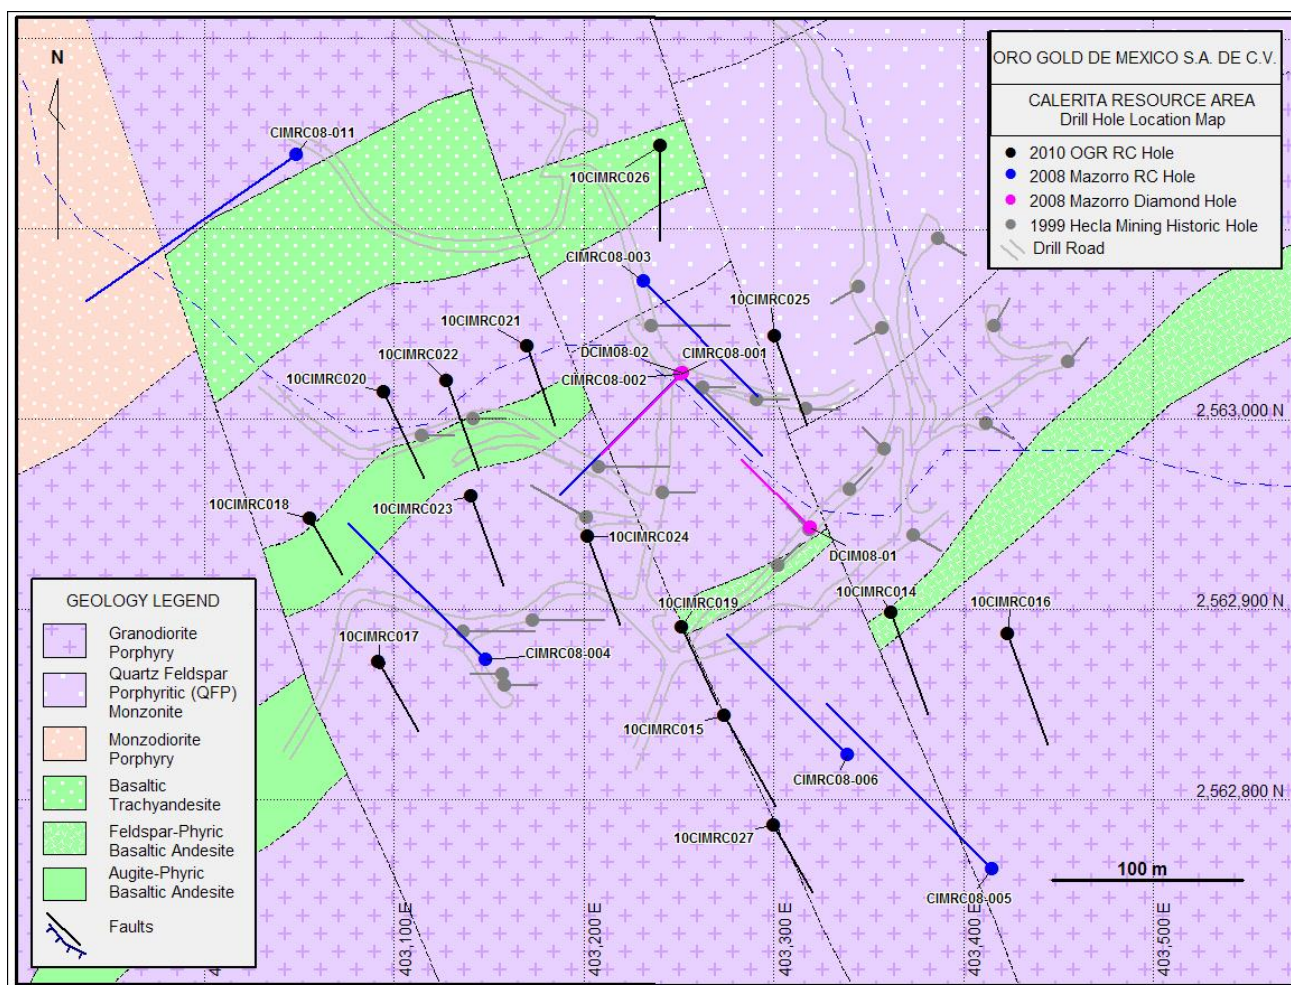 ORO GOLD DE MEXICO S.A. DE C.V.
CALERITA RESOURCE AREA
Drill Hole Location Map
2010 OGR RC Hole
2008 Mazorro RC Hole
2008 Mazorro Diamond Hole
1999 Hecla Mining Historic Hole
Drill Road
N
CIMRC08-011
10CIMRC026
CIMRC08-003
10CIMRC025
10CIMRC021
10CIMRC022
DCIM08-02
CIMRC08-001
10CIMRC020
CIMRC08-002
2,563,000 N
10CIMRC018
10CIMRC023
10CIMRC024
DCIM08-01
10CIMRC014
10CIMRC019
10CIMRC016
2,562,900 N
10CIMRC017
CIMRC08-004
10CIMRC015
CIMRC08-006
2,562,800 N
10CIMRC027
100 m
CIMRC08-005
GEOLOGY LEGEND
Granodiorite
Porphyry
Quartz Feldspar
Porphyritic (QFP)
Monzonite
Monzodiorite
Porphyry
Basaltic
Trachyandesite
Feldspar-Phyric
Basaltic Andesite
Augite-Phyric
Basaltic Andesite
Faults
403,100 E
403,200 E
403,300 E
403,400 E
403,500 E